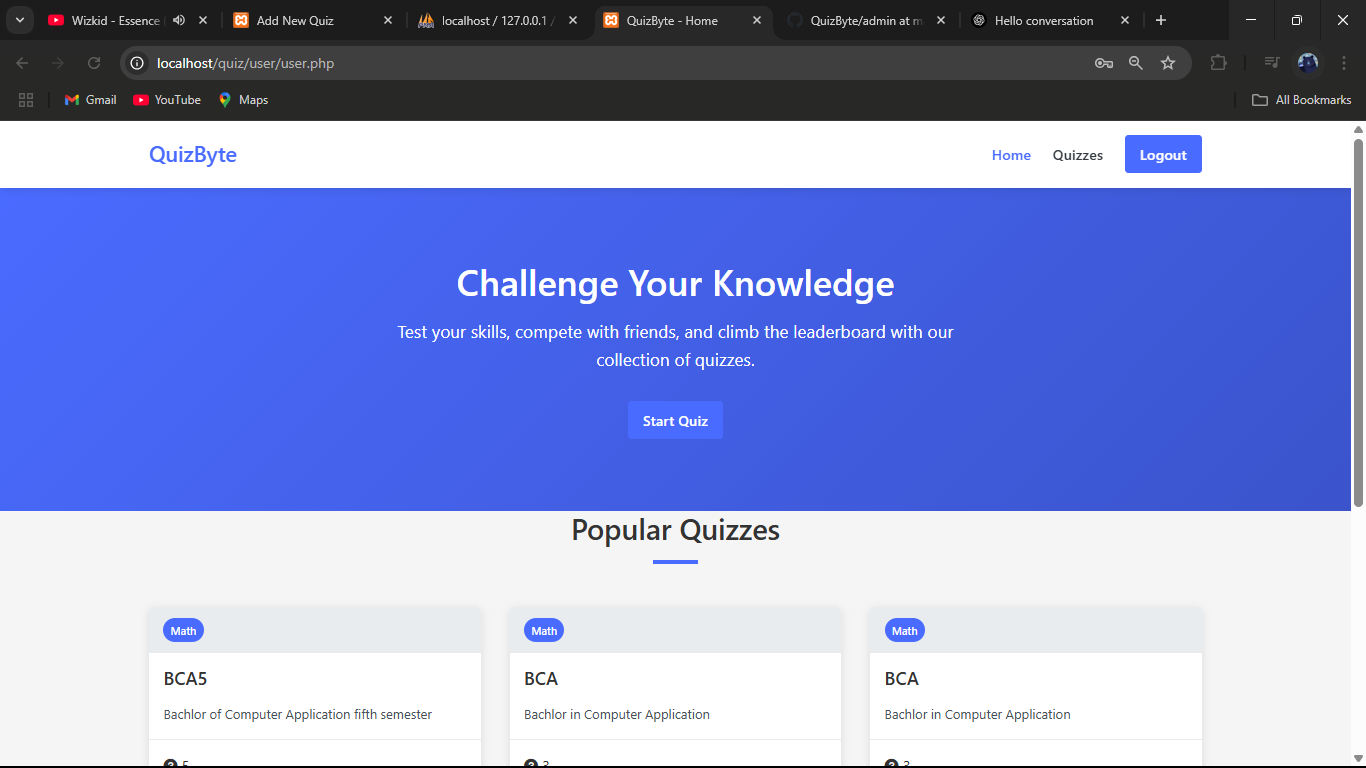 Wizkid - Essence
Add New Quiz
localhost / 127.0.0.1 /
QuizByte - Home
QuizByte/admin at m
Hello conversation
localhost/quiz/user/user.php
Gmail
YouTube
Maps
All Bookmarks
QuizByte
Home
Quizzes
Logout
Challenge Your Knowledge
Test your skills, compete with friends, and climb the leaderboard with our
collection of quizzes.
Start Quiz
Popular Quizzes
Math
Math
Math
BCA5
BCA
BCA
Bachlor of Computer Application fifth semester
Bachlor in Computer Application
Bachlor in Computer Application